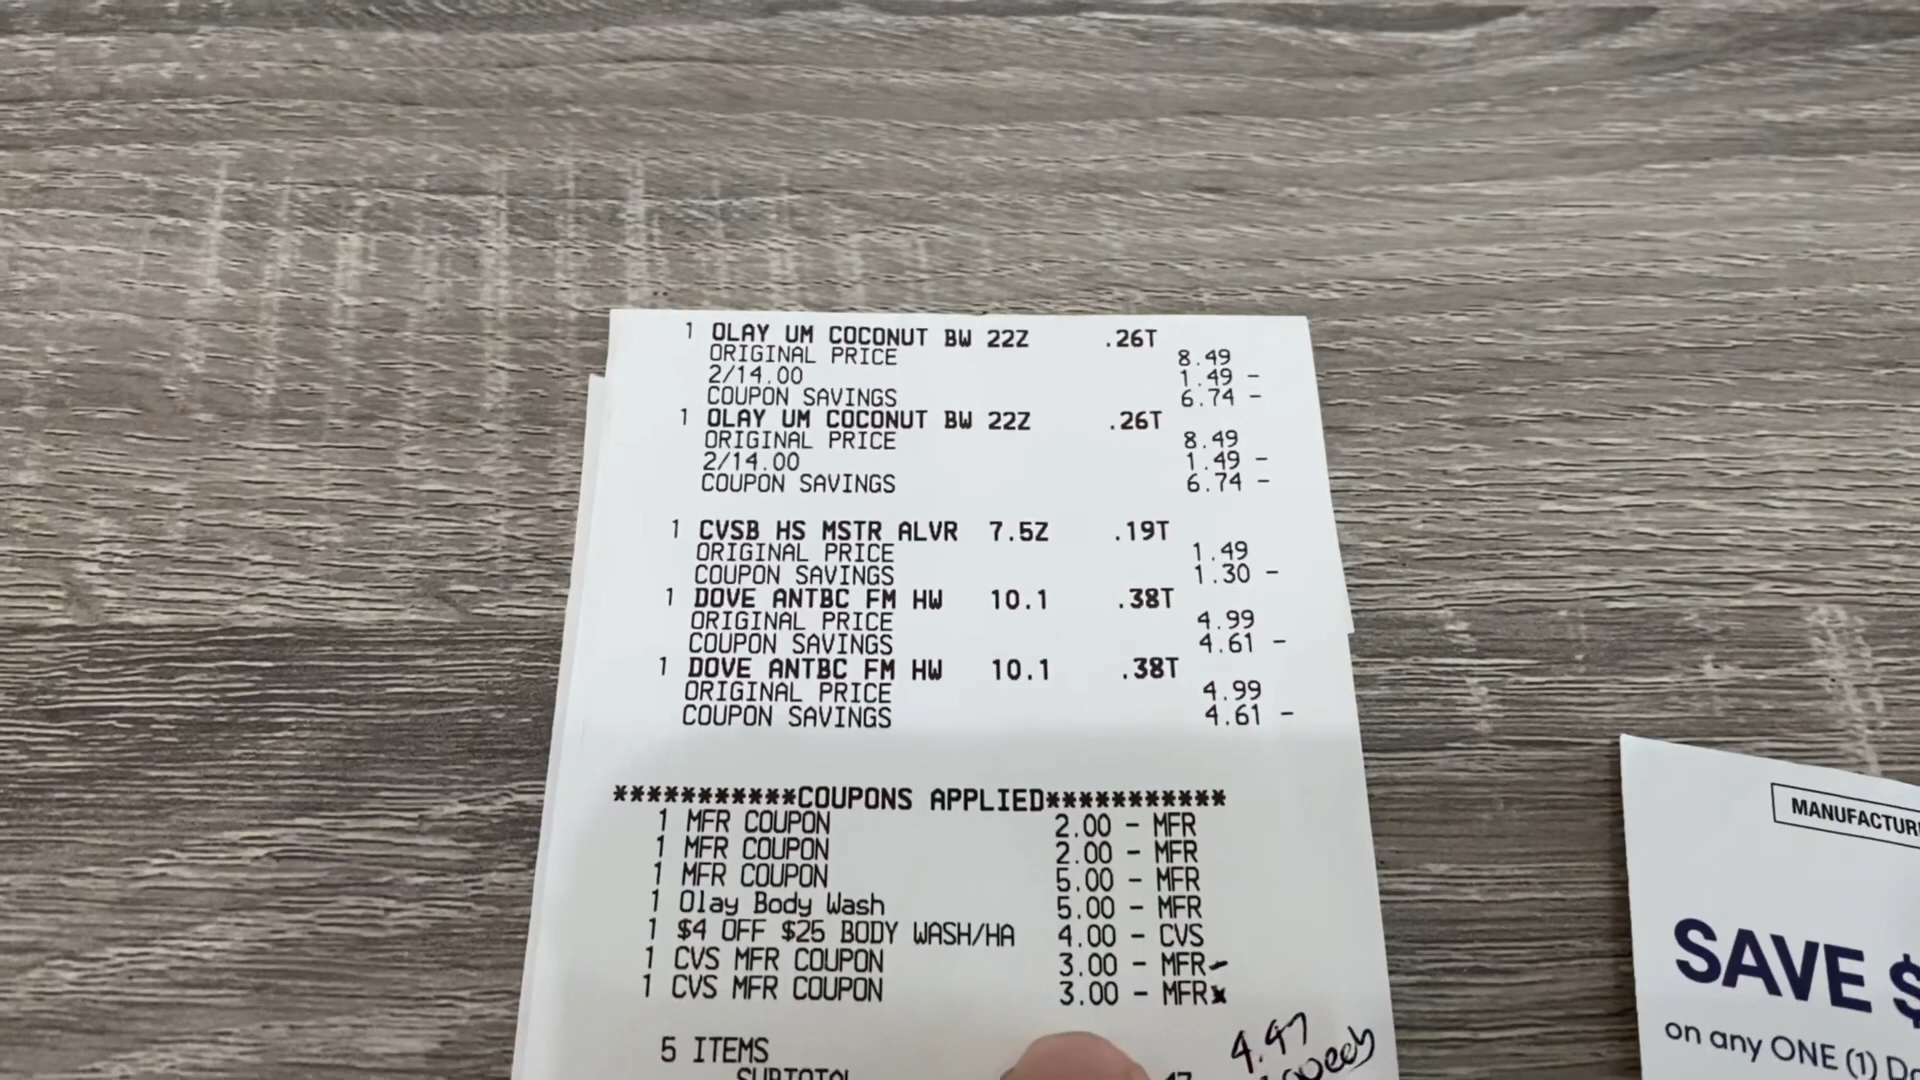 1 OLAY UM COCONUT BW 22Z .26T
ORIGINAL PRICE 8.49
2/14.00 1.49 -
COUPON SAVINGS 6.74 -
1 OLAY UM COCONUT BW 22Z .26T
ORIGINAL PRICE 8.49
2/14.00 1.49 -
COUPON SAVINGS 6.74 -
1 CVSB HS MSTR ALVR 7.5Z .19T
ORIGINAL PRICE 1.49
COUPON SAVINGS 1.30 -
1 DOVE ANTBC FM HW 10.1 .38T
ORIGINAL PRICE 4.99
COUPON SAVINGS 4.61 -
1 DOVE ANTBC FM HW 10.1 .38T
ORIGINAL PRICE 4.99
COUPON SAVINGS 4.61 -
***********COUPONS APPLIED***********
1 MFR COUPON 2.00 - MFR
1 MFR COUPON 2.00 - MFR
1 MFR COUPON 5.00 - MFR
1 Olay Body Wash 5.00 - MFR
1 $4 OFF $25 BODY WASH/HA 4.00 - CVS
1 CVS MFR COUPON 3.00 - MFR
1 CVS MFR COUPON 3.00 - MFR
5 ITEMS
SUBTOTAL
4.47
SAVE $
on any ONE (1)